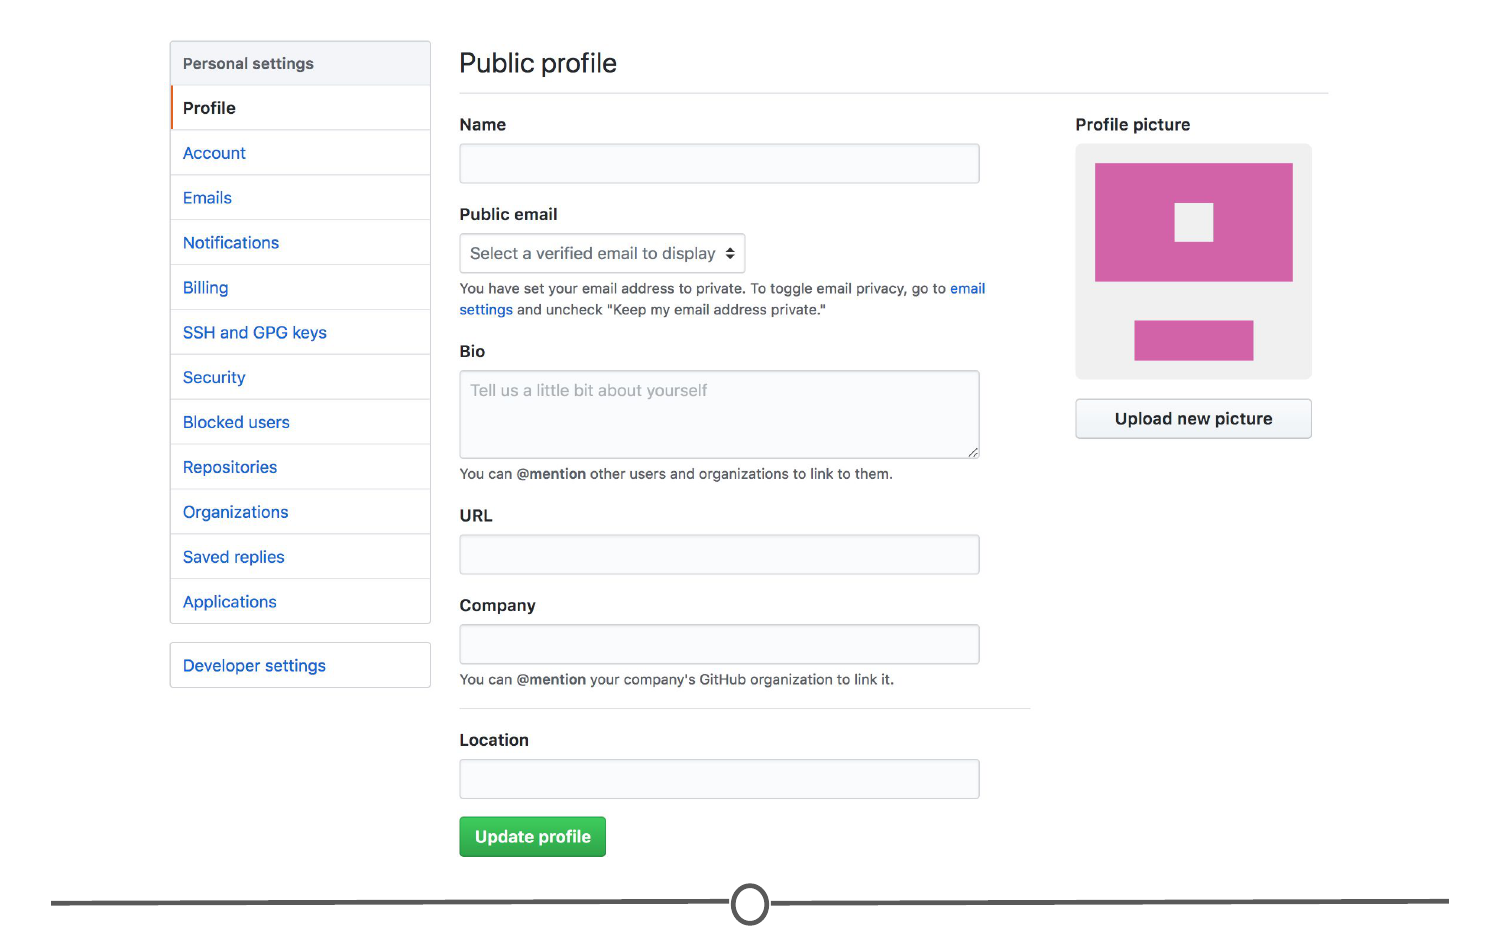 Personal settings
Profile
Account
Emails
Notifications
Billing
SSH and GPG keys
Security
Blocked users
Repositories
Organizations
Saved replies
Applications
Developer settings
Public profile
Name
Public email
Select a verified email to display
You have set your email address to private. To toggle email privacy, go to email
settings and uncheck "Keep my email address private."
Bio
Tell us a little bit about yourself
You can @mention other users and organizations to link to them.
URL
Company
You can @mention your company's GitHub organization to link it.
Location
Update profile
Profile picture
Upload new picture